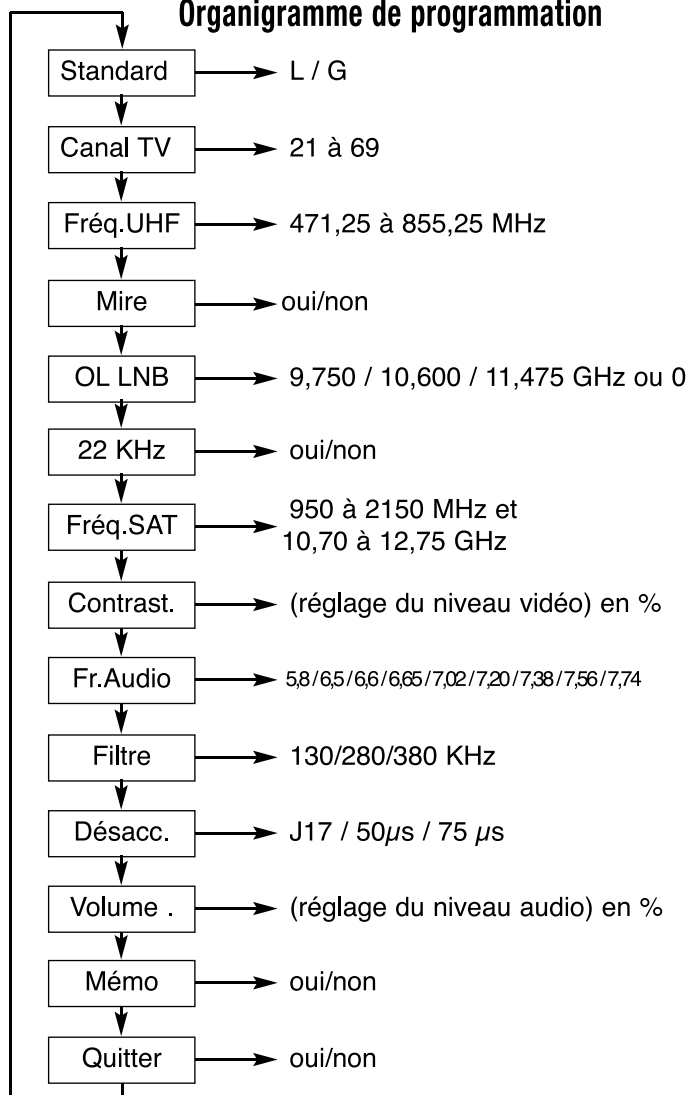 Organigramme de programmation
Standard L / G
Canal TV 21 à 69
Fréq.UHF 471,25 à 855,25 MHz
Mire oui/non
OL LNB 9,750 / 10,600 / 11,475 GHz ou 0
22 KHz oui/non
Fréq.SAT 950 à 2150 MHz et
10,70 à 12,75 GHz
Contrast. (réglage du niveau vidéo) en %
Fr.Audio 5,8/6,5/6,6/6,65/7,02/7,20/7,38/7,56/7,74
Filtre 130/280/380 KHz
Désacc. J17 / 50µs / 75 µs
Volume . (réglage du niveau audio) en %
Mémo oui/non
Quitter oui/non